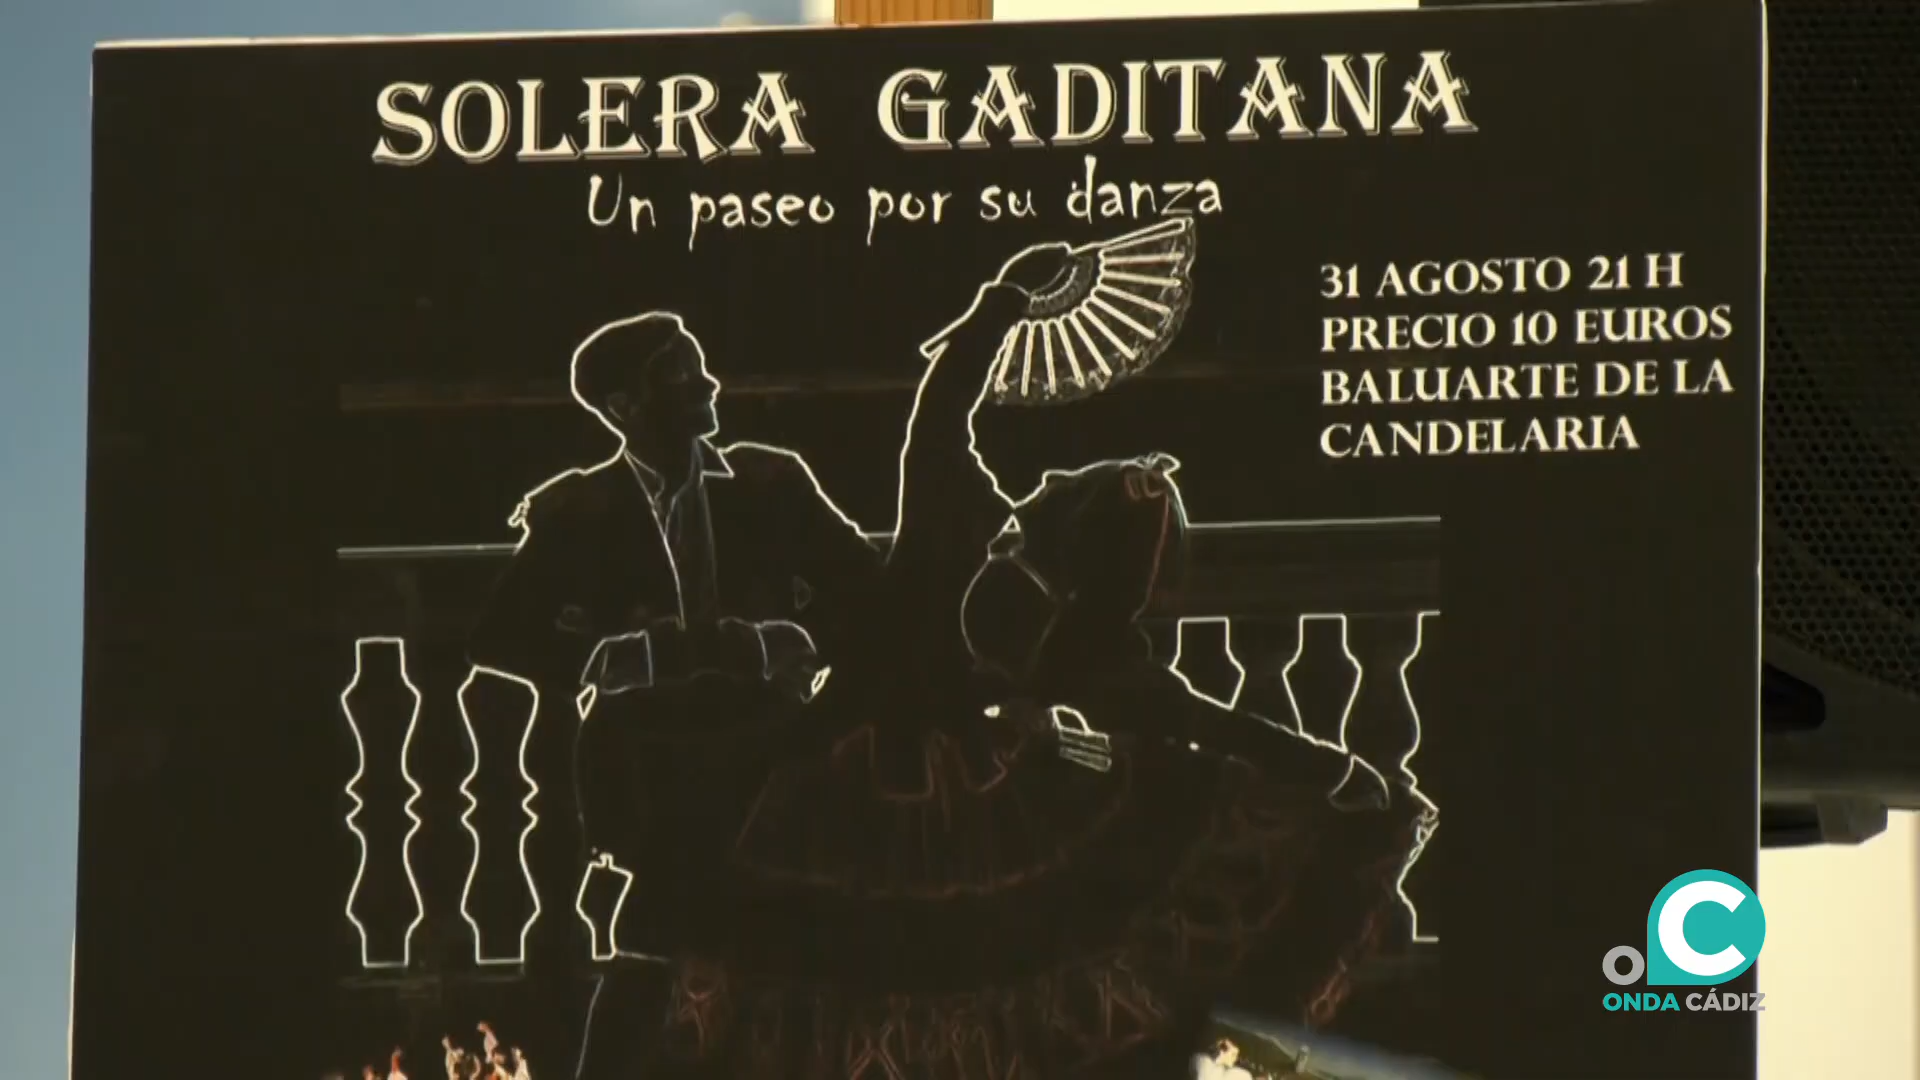 SOLERA GADITANA
Un paseo por su danza
31 AGOSTO 21 H
PRECIO 10 EUROS
BALUARTE DE LA
CANDELARIA
OC
ONDA CÁDIZ